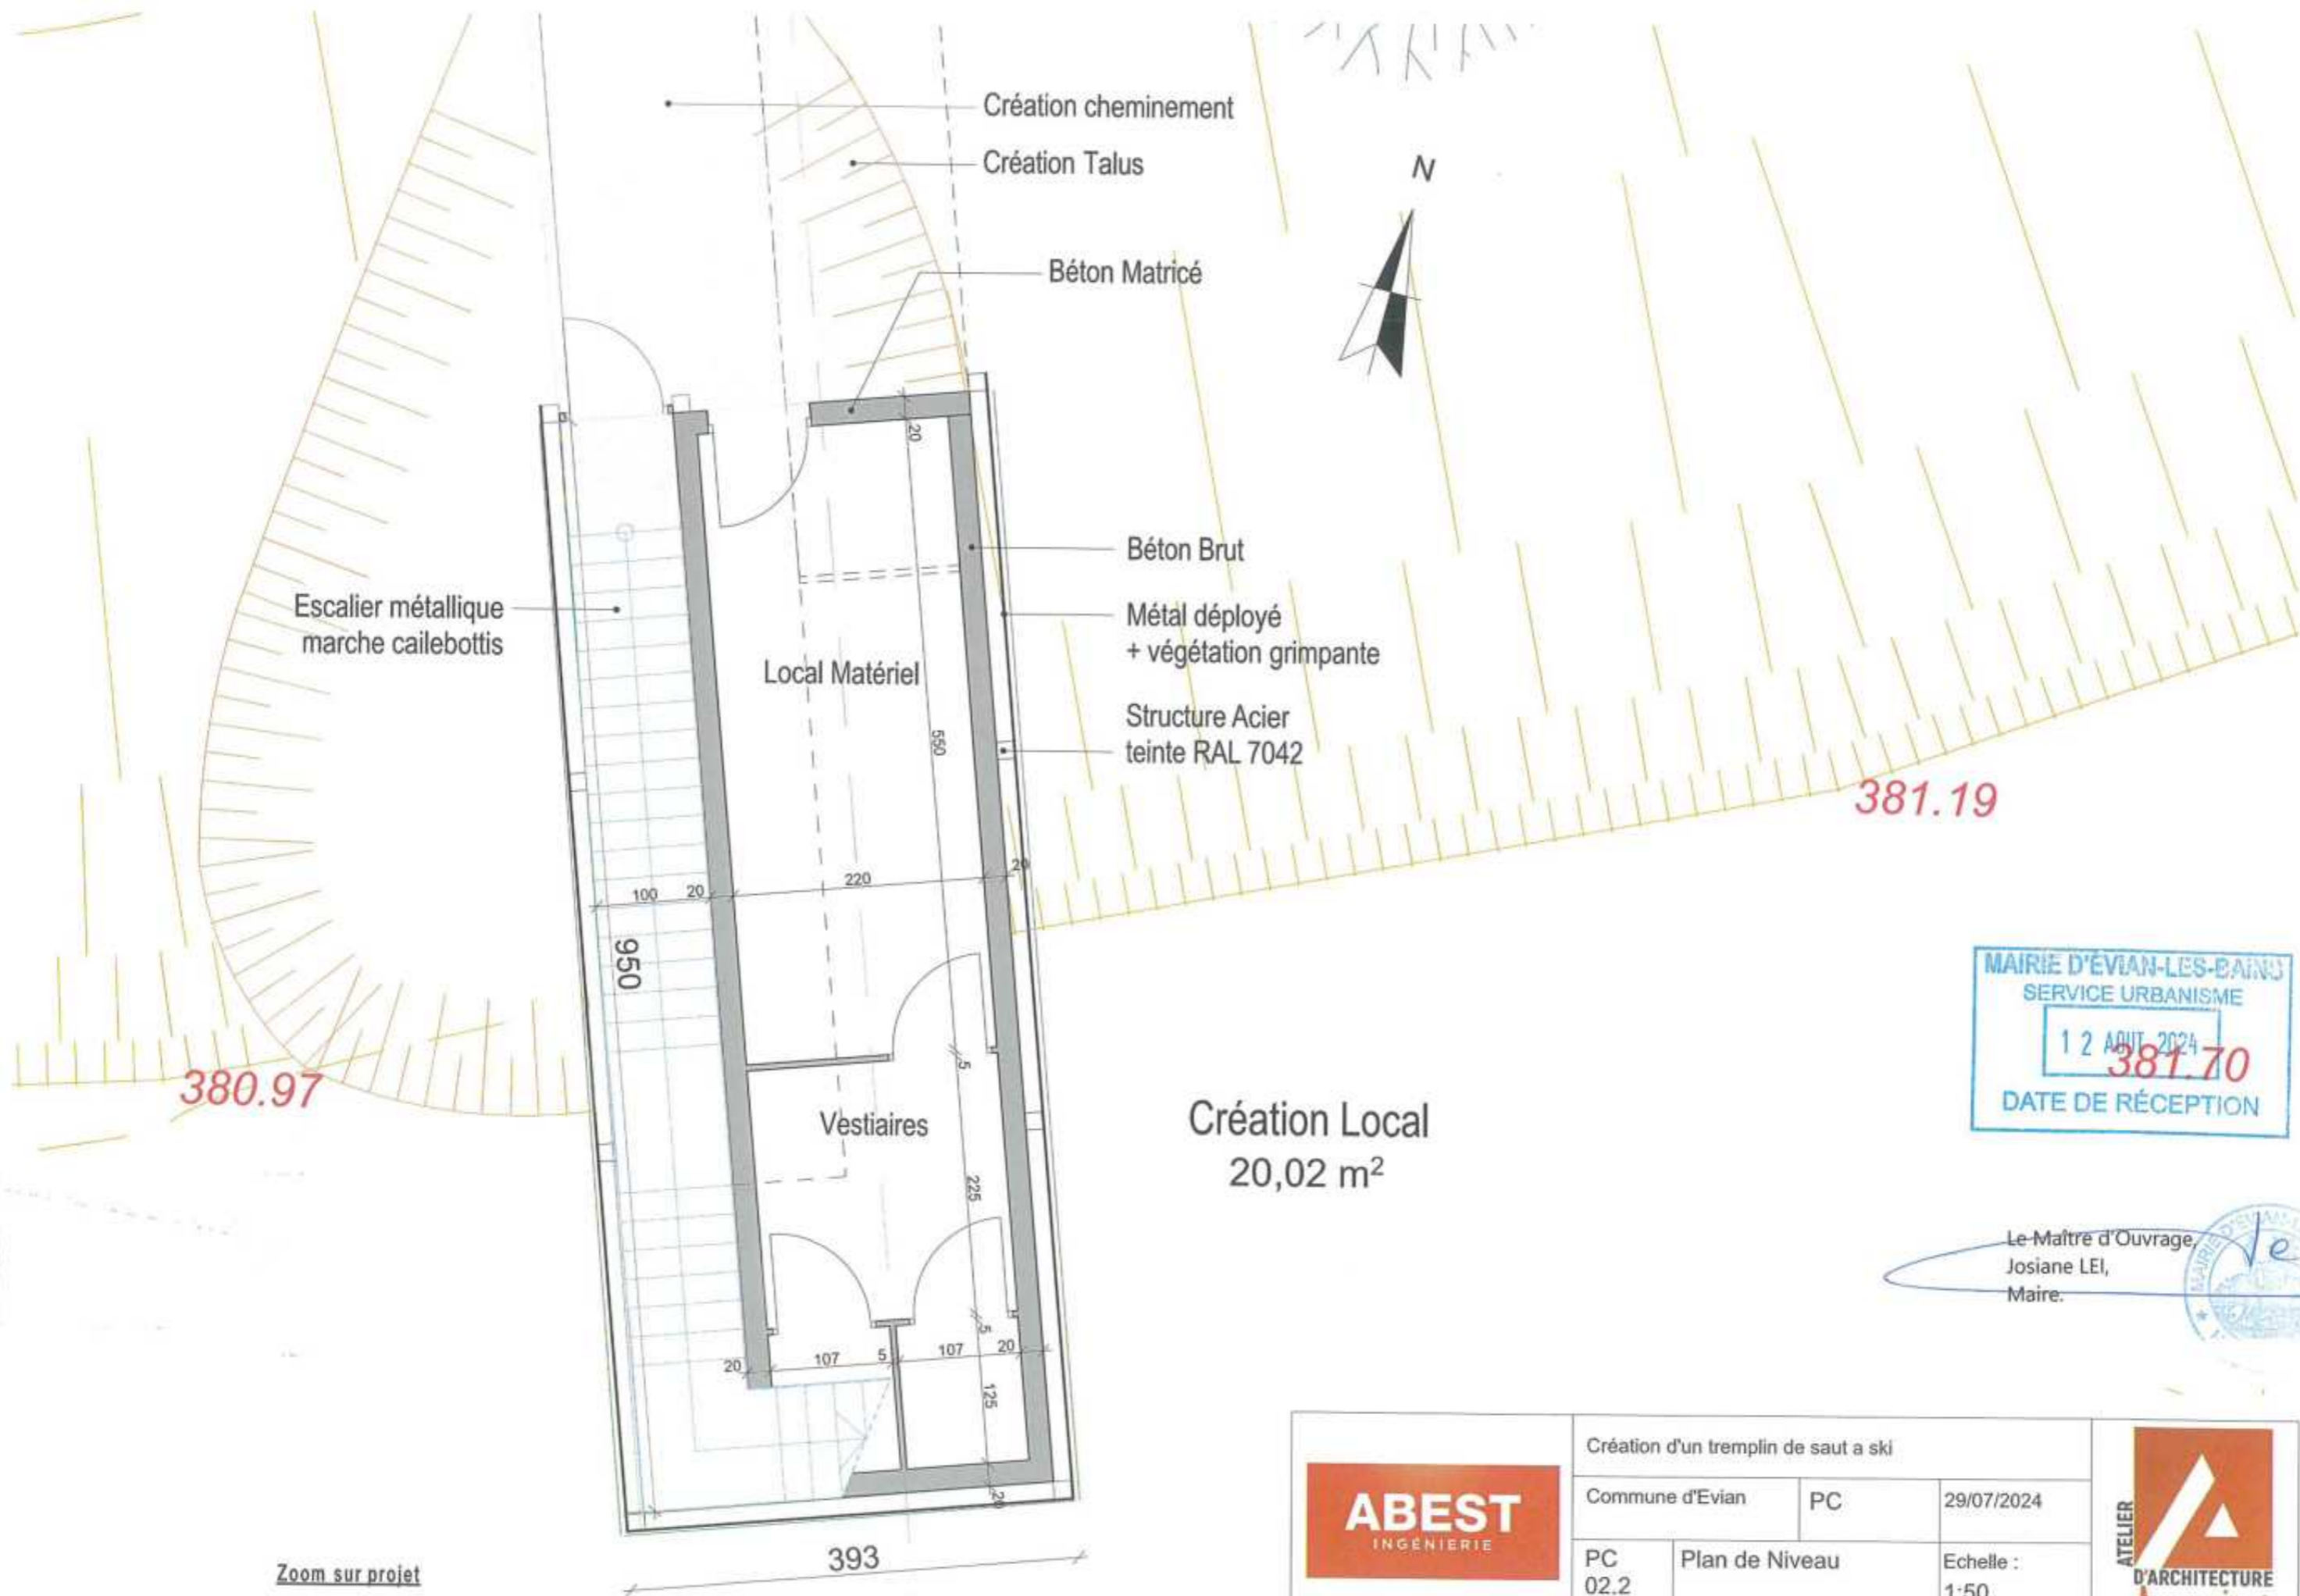 Création cheminement
Création Talus
N
Béton Matricé
20
Béton Brut
Escalier métallique
marche cailebottis
Métal déployé
+ végétation grimpante
Local Matériel
Structure Acier
teinte RAL 7042
550
381.19
100
20
220
20
950
MAIRIE D'ÉVIAN-LES-BAINS
SERVICE URBANISME
12 AOUT 2024
381.70
DATE DE RÉCEPTION
5
380.97
Vestiaires
Création Local
20,02 m²
225
Le Maître d'Ouvrage,
Josiane LEI,
Maire.
5
20
107
5
107
20
125
20
393
Zoom sur projet
ABEST
INGÉNIERIE
Création d'un tremplin de saut a ski
Commune d'Evian
PC
29/07/2024
PC
02.2
Plan de Niveau
Echelle :
1:50
ATELIER
D'ARCHITECTURE